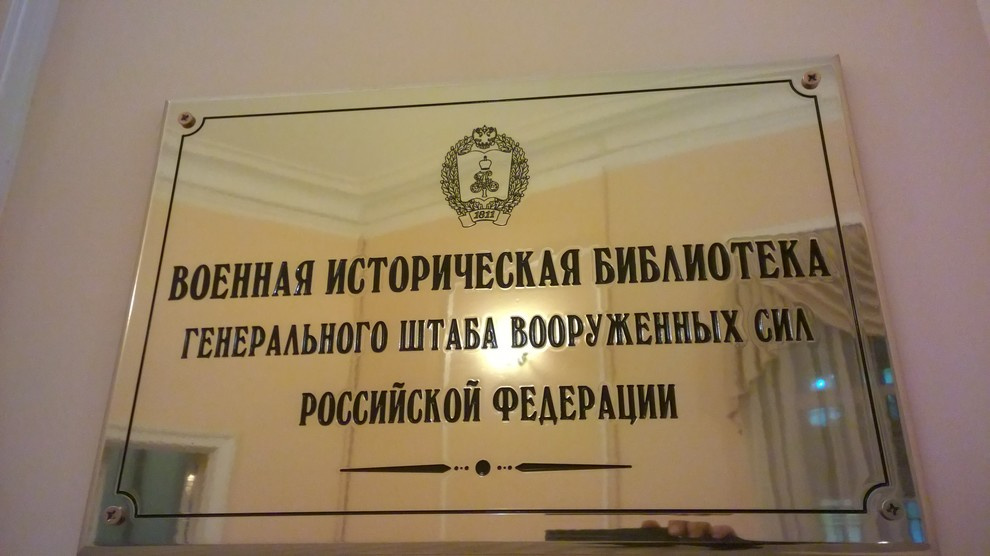 1811
ВОЕННАЯ ИСТОРИЧЕСКАЯ БИБЛИОТЕКА
ГЕНЕРАЛЬНОГО ШТАБА ВООРУЖЕННЫХ СИЛ
РОССИЙСКОЙ ФЕДЕРАЦИИ